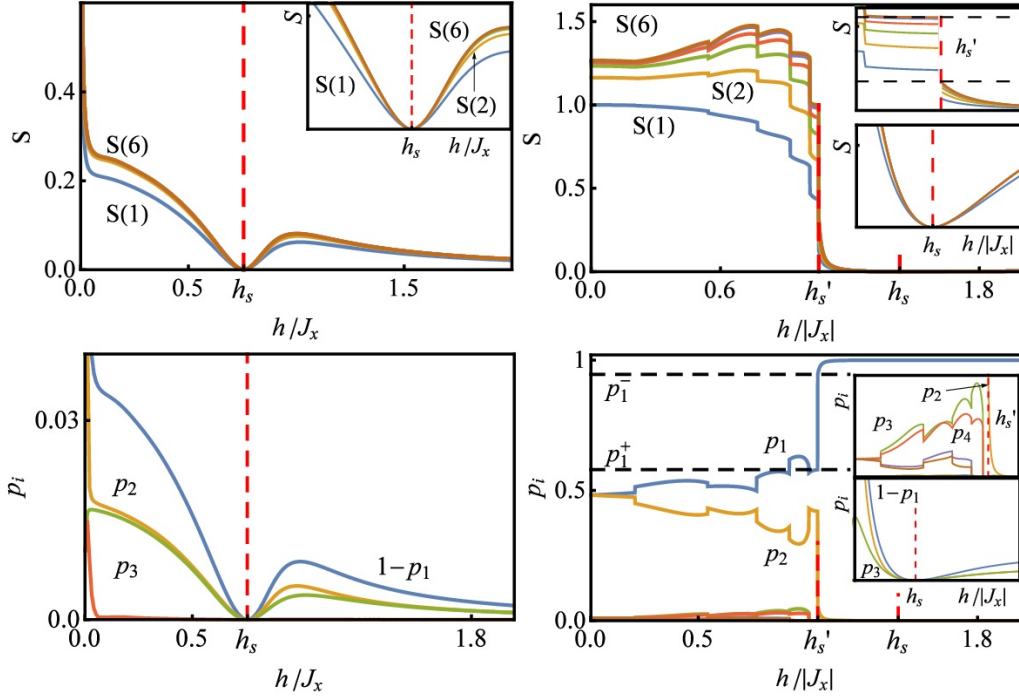 S
0.4
0.2
0.0
S(6)
S(1)
0.0
0.5
h_s
1.5
h/J_x
S
S(1)
S(6)
S(2)
h_s
h/J_x
S
1.5
1.0
0.5
0.0
S(6)
S(2)
S(1)
0.6
h_s'
h_s
1.8
h/|J_x|
S
h_s'
S
h_s
h/|J_x|
p_i
0.03
0.00
p_2
p_3
1-p_1
0.0
0.5
h_s
1.8
h/J_x
p_i
1
0.5
0
p_1^-
p_1^+
p_1
p_2
0.0
0.5
h_s'
h_s
1.8
h/|J_x|
p_i
p_2
p_3
p_4
h_s'
p_i
1-p_1
p_3
h_s
h/|J_x|